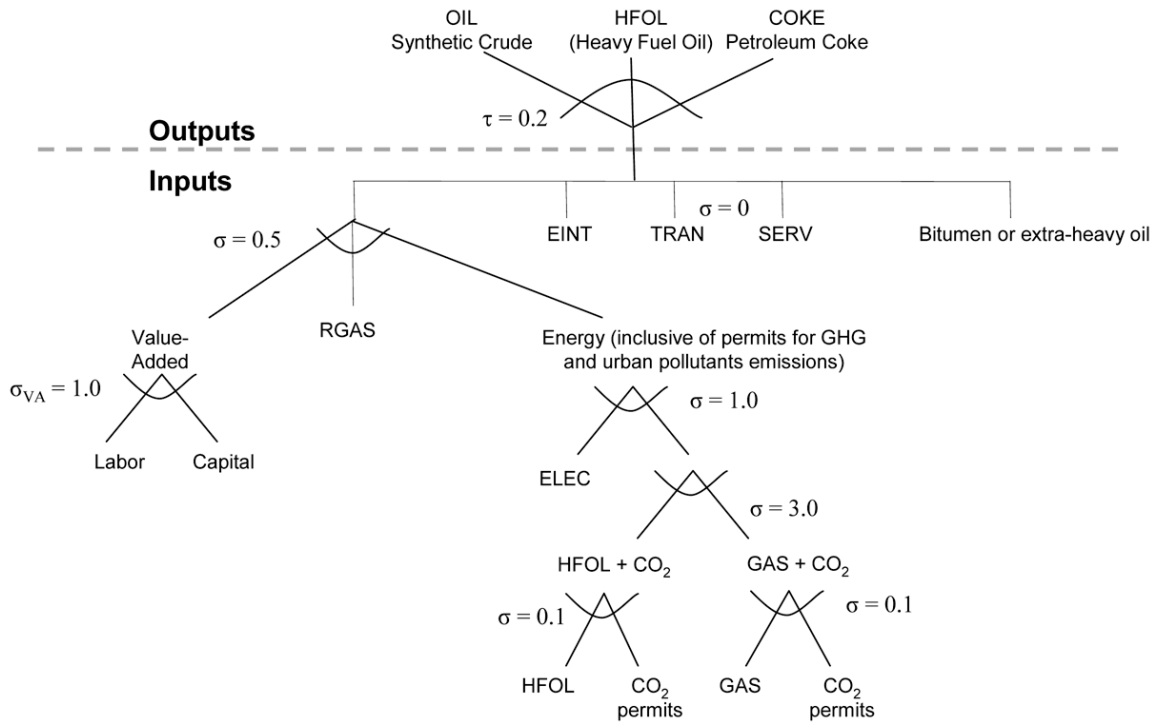 OIL
Synthetic Crude
HFOL
(Heavy Fuel Oil)
COKE
Petroleum Coke
τ = 0.2
Outputs
Inputs
σ = 0
σ = 0.5
EINT
TRAN
SERV
Bitumen or extra-heavy oil
RGAS
Value-
Added
Energy (inclusive of permits for GHG
and urban pollutants emissions)
σVA = 1.0
σ = 1.0
Labor
Capital
ELEC
σ = 3.0
HFOL + CO2
GAS + CO2
σ = 0.1
σ = 0.1
HFOL
CO2
permits
GAS
CO2
permits